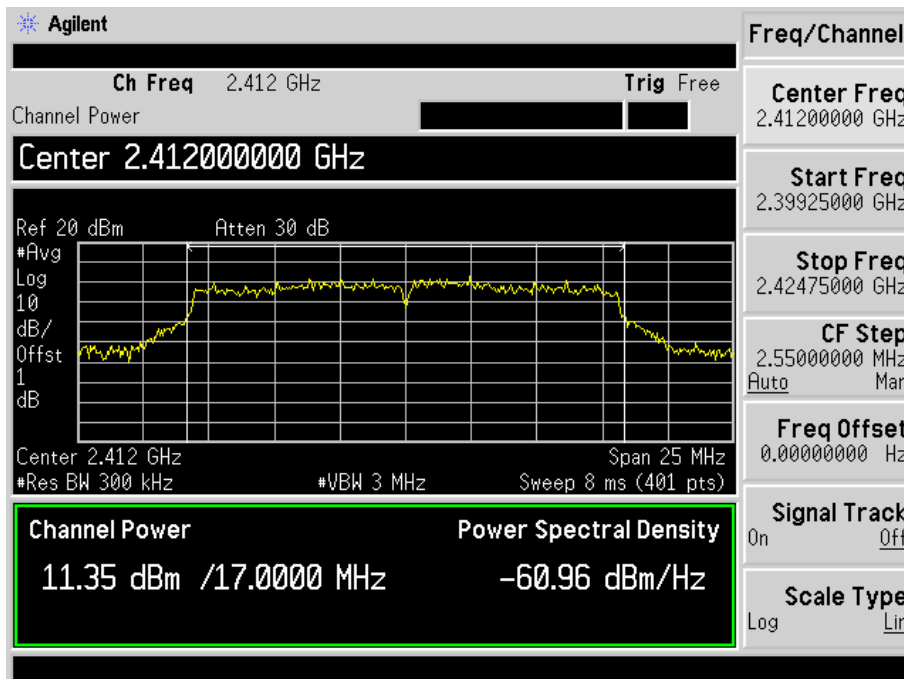 Agilent
Freq/Channel
Ch Freq 2.412 GHz Trig Free
Channel Power
Center 2.412000000 GHz
Ref 20 dBm Atten 30 dB
#Avg
Log
10
dB/
Offst
1
dB
Center 2.412 GHz Span 25 MHz
#Res BW 300 kHz #VBW 3 MHz Sweep 8 ms (401 pts)
Channel Power Power Spectral Density
11.35 dBm /17.0000 MHz -60.96 dBm/Hz
Center Freq
2.41200000 GHz
Start Freq
2.39925000 GHz
Stop Freq
2.42475000 GHz
CF Step
2.55000000 MHz
Auto Man
Freq Offset
0.00000000 Hz
Signal Track
On Off
Scale Type
Log Lin